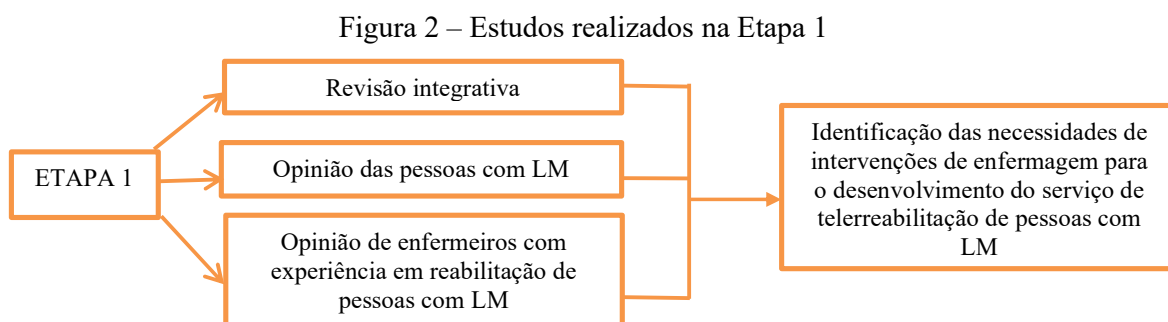 Figura 2 – Estudos realizados na Etapa 1
Revisão integrativa
ETAPA 1
Opinião das pessoas com LM
Opinião de enfermeiros com
experiência em reabilitação de
pessoas com LM
Identificação das necessidades de
intervenções de enfermagem para
o desenvolvimento do serviço de
telerreabilitação de pessoas com
LM